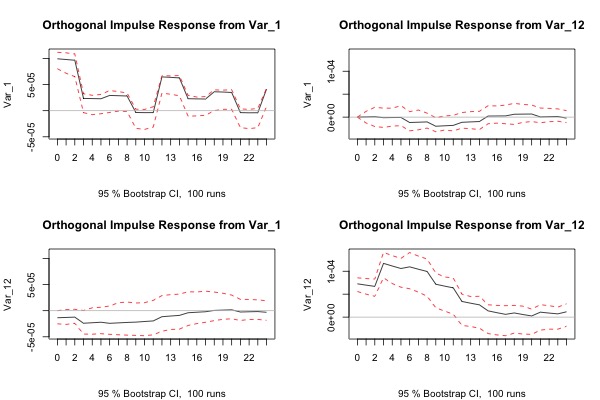 Orthogonal Impulse Response from Var_1
Var_1
-5e-05
5e-05
0 2 4 6 8 10 13 16 19 22
95 % Bootstrap CI, 100 runs
Orthogonal Impulse Response from Var_12
Var_1
0e+00
1e-04
0 2 4 6 8 10 13 16 19 22
95 % Bootstrap CI, 100 runs
Orthogonal Impulse Response from Var_1
Var_12
-5e-05
5e-05
0 2 4 6 8 10 13 16 19 22
95 % Bootstrap CI, 100 runs
Orthogonal Impulse Response from Var_12
Var_12
0e+00
1e-04
0 2 4 6 8 10 13 16 19 22
95 % Bootstrap CI, 100 runs